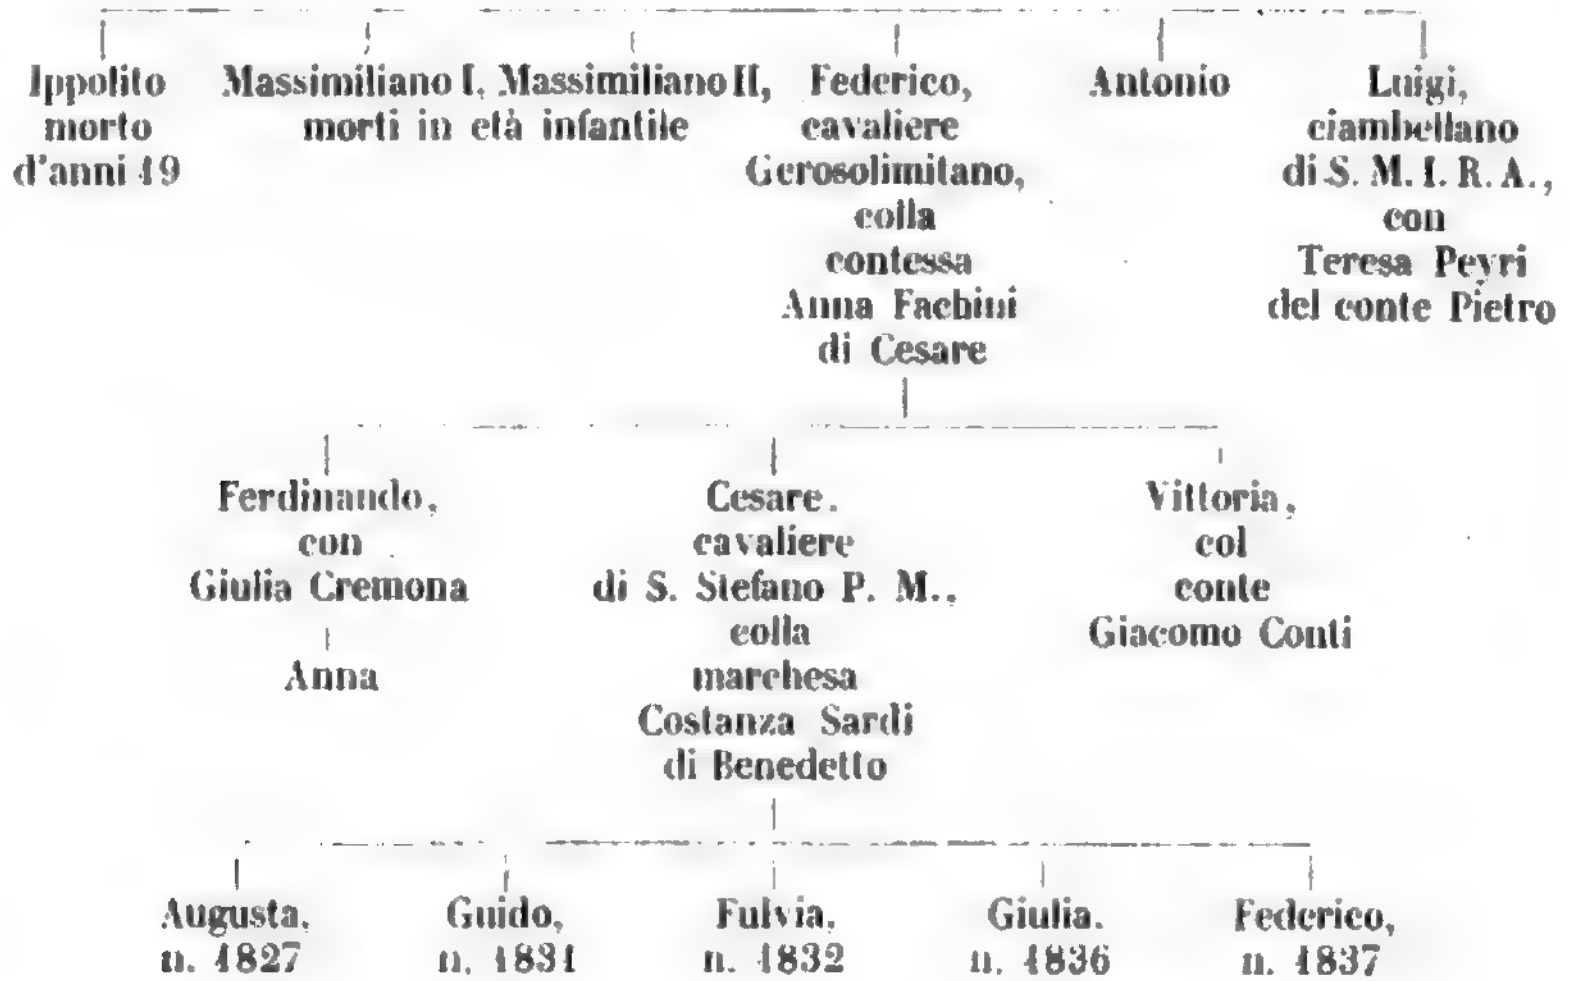 Ippolito
morto
d'anni 19
Massimiliano I, Massimiliano II,
morti in età infantile
Federico,
cavaliere
Gerosolimitano,
colla
contessa
Anna Fachini
di Cesare
Antonio
Luigi,
ciambellano
di S. M. I. R. A.,
con
Teresa Peyri
del conte Pietro
Ferdinando,
con
Giulia Cremona
Anna
Cesare.
cavaliere
di S. Stefano P. M.,
colla
marchesa
Costanza Sardi
di Benedetto
Vittoria,
col
conte
Giacomo Conti
Augusta,
n. 1827
Guido,
n. 1831
Fulvia,
n. 1832
Giulia.
n. 1836
Federico,
n. 1837